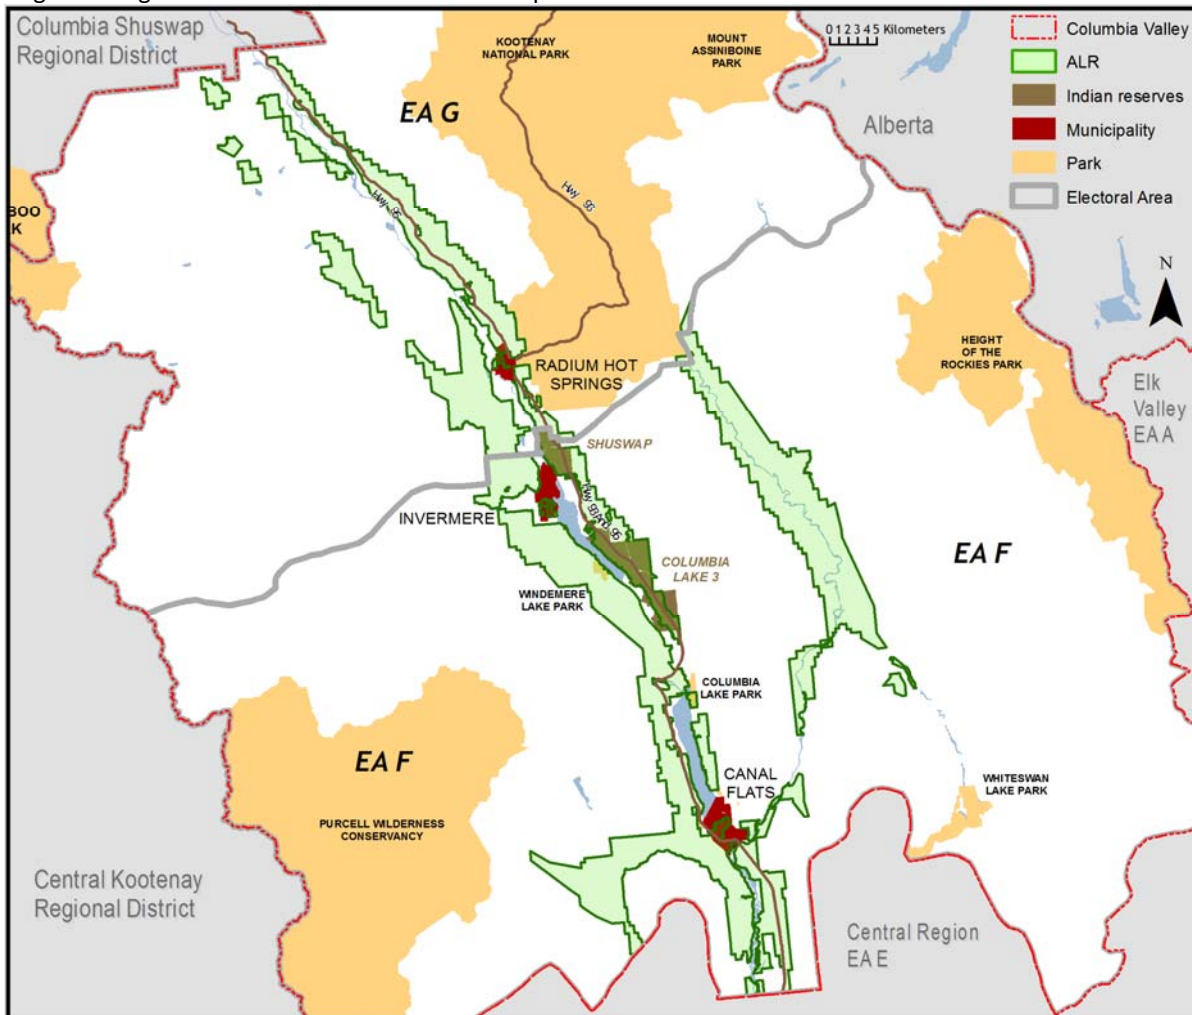 Columbia Shuswap
Regional District
KOOTENAY
NATIONAL PARK
MOUNT
ASSINIBOINE
PARK
0 1 2 3 4 5 Kilometers
Columbia Valley
ALR
Indian reserves
Municipality
Park
Electoral Area
EA G
Alberta
Hwy 93
Hwy 95
BOO
K
N
HEIGHT
OF THE
ROCKIES PARK
Elk
Valley
EA A
RADIUM HOT
SPRINGS
SHUSWAP
INVERMERE
Hwy 93 And 95
COLUMBIA
LAKE 3
EA F
WINDEMERE
LAKE PARK
COLUMBIA
LAKE PARK
EA F
CANAL
FLATS
WHITESWAN
LAKE PARK
PURCELL WILDERNESS
CONSERVANCY
Central Kootenay
Regional District
Central Region
EA E